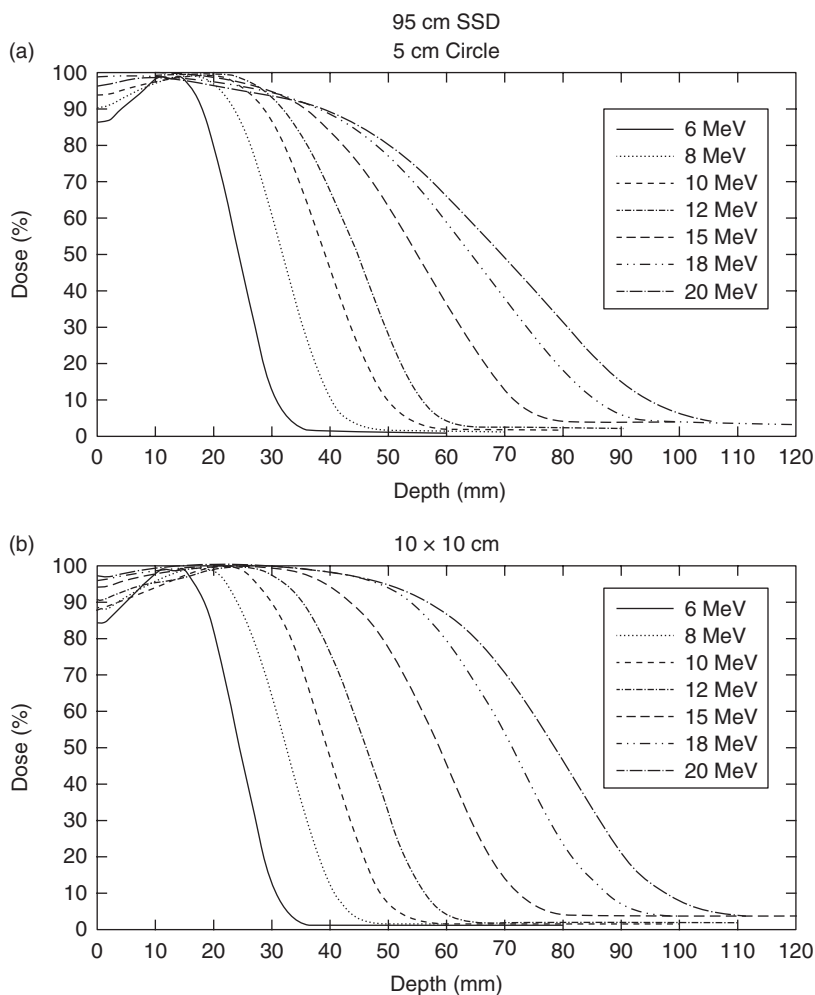 95 cm SSD
(a) 5 cm Circle
100
90
80
70
60
50
40
30
20
10
0
Dose (%)
6 MeV
8 MeV
10 MeV
12 MeV
15 MeV
18 MeV
20 MeV
0 10 20 30 40 50 60 70 80 90 100 110 120
Depth (mm)
(b) 10 × 10 cm
100
90
80
70
60
50
40
30
20
10
0
Dose (%)
6 MeV
8 MeV
10 MeV
12 MeV
15 MeV
18 MeV
20 MeV
0 10 20 30 40 50 60 70 80 90 100 110 120
Depth (mm)